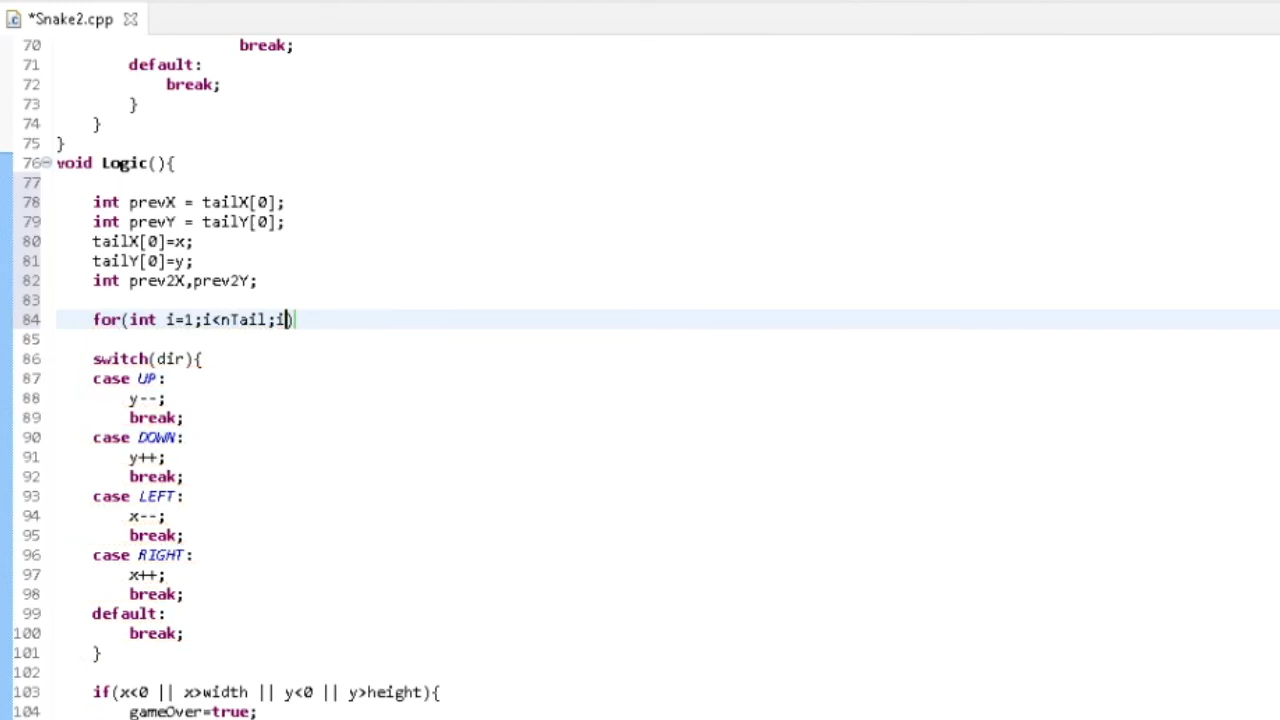 *Snake2.cpp
70 break;
71 default:
72 break;
73 }
74 }
75 }
76 void Logic(){
77
78 int prevX = tailX[0];
79 int prevY = tailY[0];
80 tailX[0]=x;
81 tailY[0]=y;
82 int prev2X,prev2Y;
83
84 for(int i=1;i<nTail;i)
85
86 switch(dir){
87 case UP:
88 y--;
89 break;
90 case DOWN:
91 y++;
92 break;
93 case LEFT:
94 x--;
95 break;
96 case RIGHT:
97 x++;
98 break;
99 default:
100 break;
101 }
102
103 if(x<0 || x>width || y<0 || y>height){
104 gameOver=true;